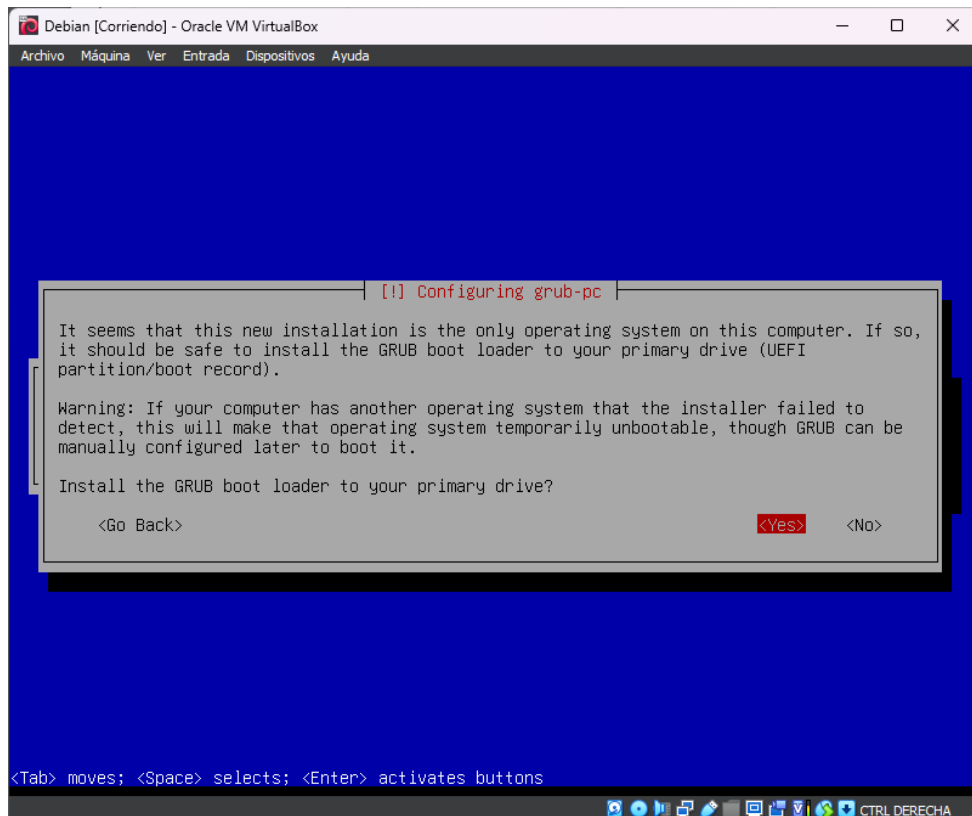 Debian [Corriendo] - Oracle VM VirtualBox
Archivo Máquina Ver Entrada Dispositivos Ayuda
[!] Configuring grub-pc
It seems that this new installation is the only operating system on this computer. If so,
it should be safe to install the GRUB boot loader to your primary drive (UEFI
partition/boot record).
Warning: If your computer has another operating system that the installer failed to
detect, this will make that operating system temporarily unbootable, though GRUB can be
manually configured later to boot it.
Install the GRUB boot loader to your primary drive?
<Go Back> <Yes> <No>
<Tab> moves; <Space> selects; <Enter> activates buttons
CTRL DERECHA